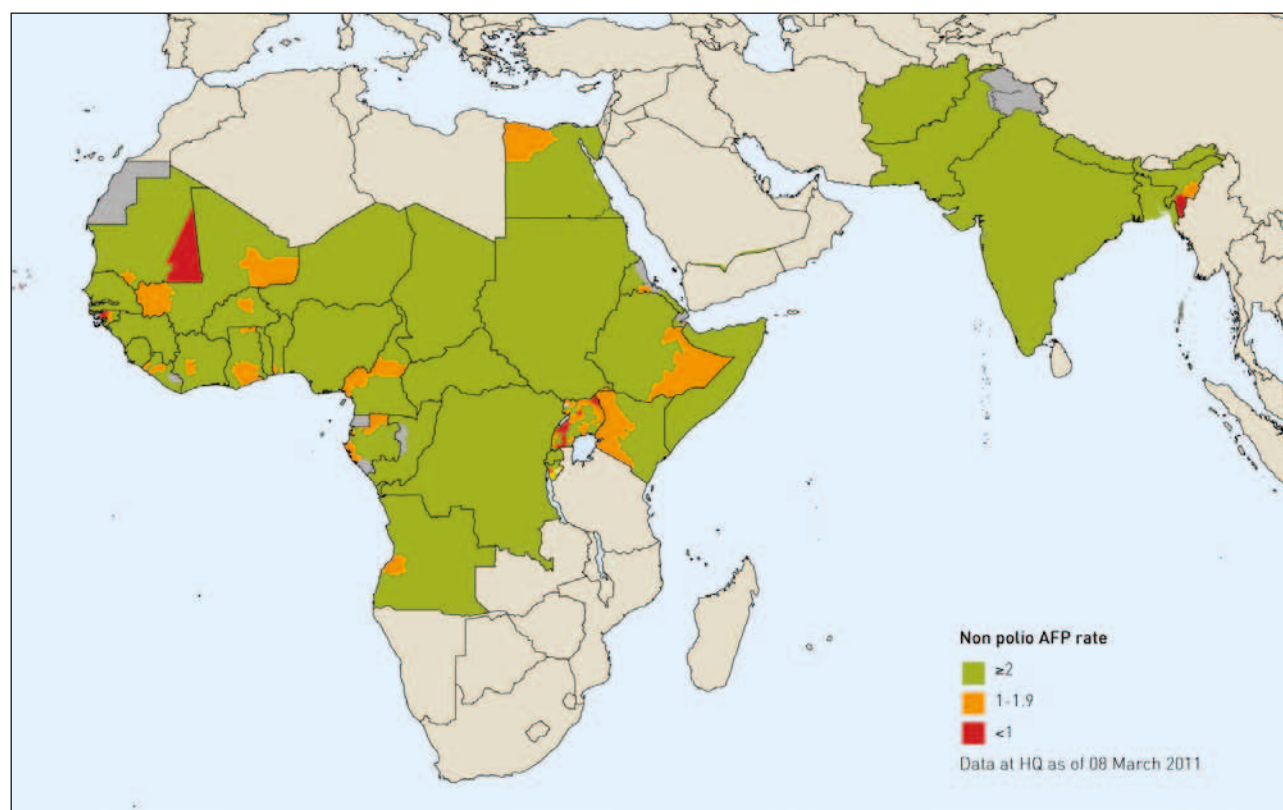 Non polio AFP rate
≥2
1-1.9
<1
Data at HQ as of 08 March 2011